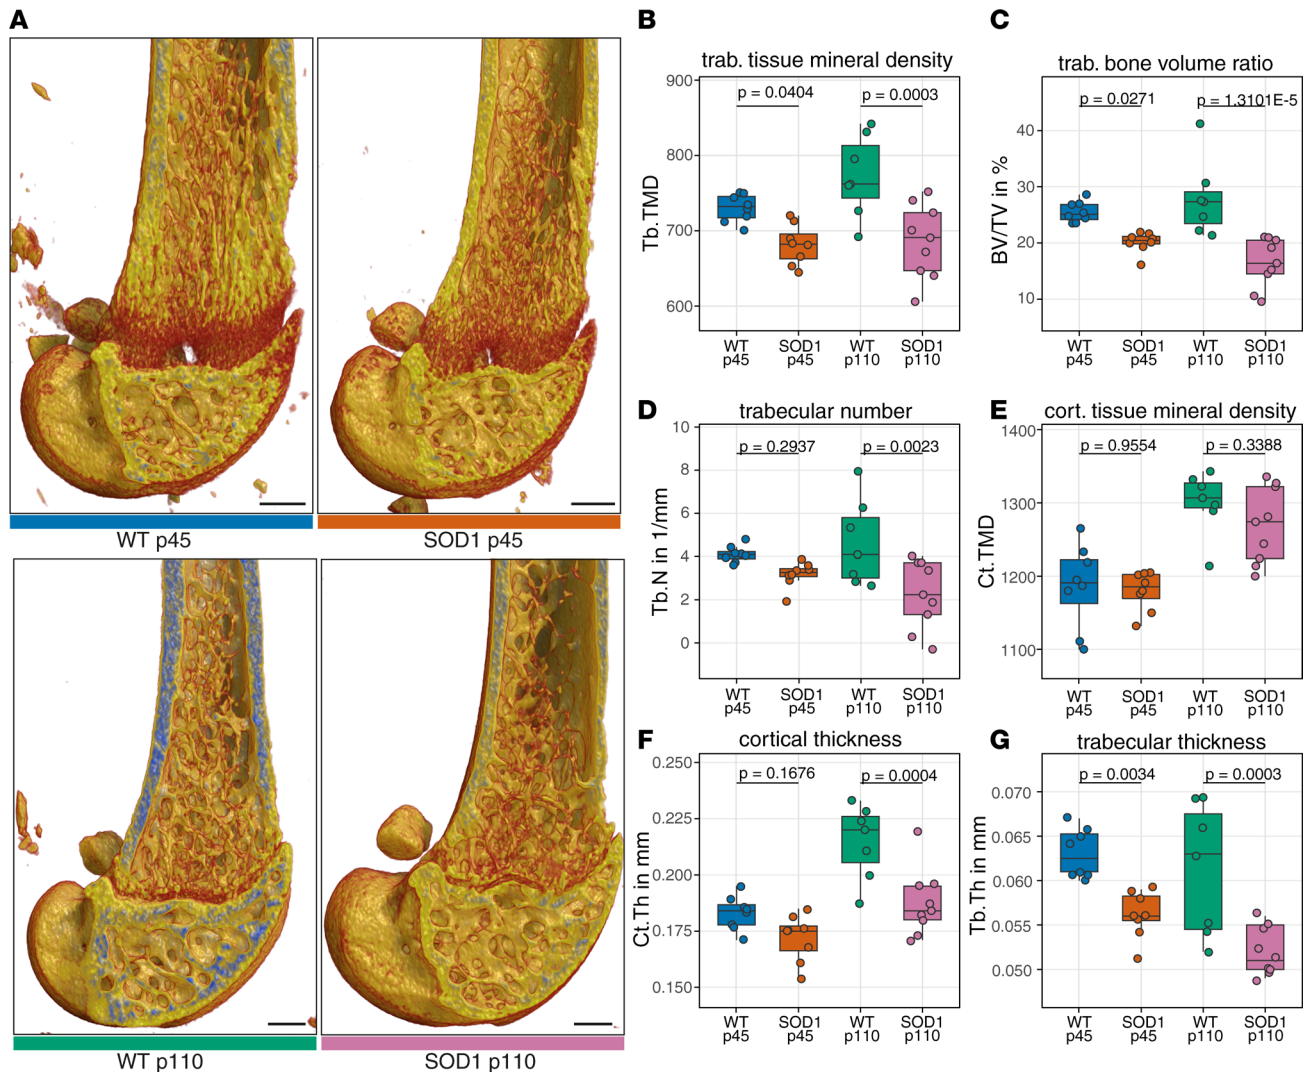 A
WT p45
SOD1 p45
WT p110
SOD1 p110
B
trab. tissue mineral density
Tb.TMD
900
800
700
600
p = 0.0404
p = 0.0003
WT
p45
SOD1
p45
WT
p110
SOD1
p110
C
trab. bone volume ratio
BV/TV in %
40
30
20
10
p = 0.0271
p = 1.3101E-5
WT
p45
SOD1
p45
WT
p110
SOD1
p110
D
trabecular number
Tb.N in 1/mm
10
8
6
4
2
0
p = 0.2937
p = 0.0023
WT
p45
SOD1
p45
WT
p110
SOD1
p110
E
cort. tissue mineral density
Ct.TMD
1400
1300
1200
1100
p = 0.9554
p = 0.3388
WT
p45
SOD1
p45
WT
p110
SOD1
p110
F
cortical thickness
Ct.Th in mm
0.250
0.225
0.200
0.175
0.150
p = 0.1676
p = 0.0004
WT
p45
SOD1
p45
WT
p110
SOD1
p110
G
trabecular thickness
Tb.Th in mm
0.070
0.065
0.060
0.055
0.050
p = 0.0034
p = 0.0003
WT
p45
SOD1
p45
WT
p110
SOD1
p110